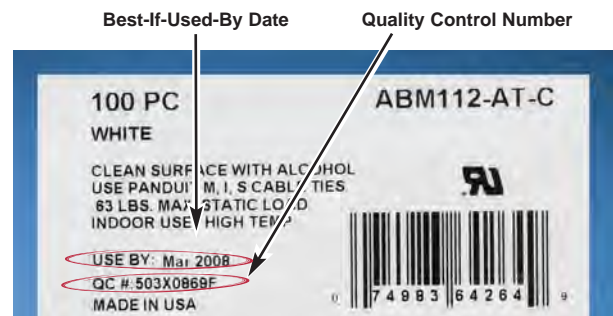 Best-If-Used-By Date
Quality Control Number
100 PC
ABM112-AT-C
WHITE
CLEAN SURFACE WITH ALCOHOL
USE PANDUIT M, I, S CABLE TIES
63 LBS. MAX STATIC LOAD
INDOOR USE HIGH TEMP
USE BY: Mar 2008
QC #:503X0869F
MADE IN USA
0 74983 64264 9